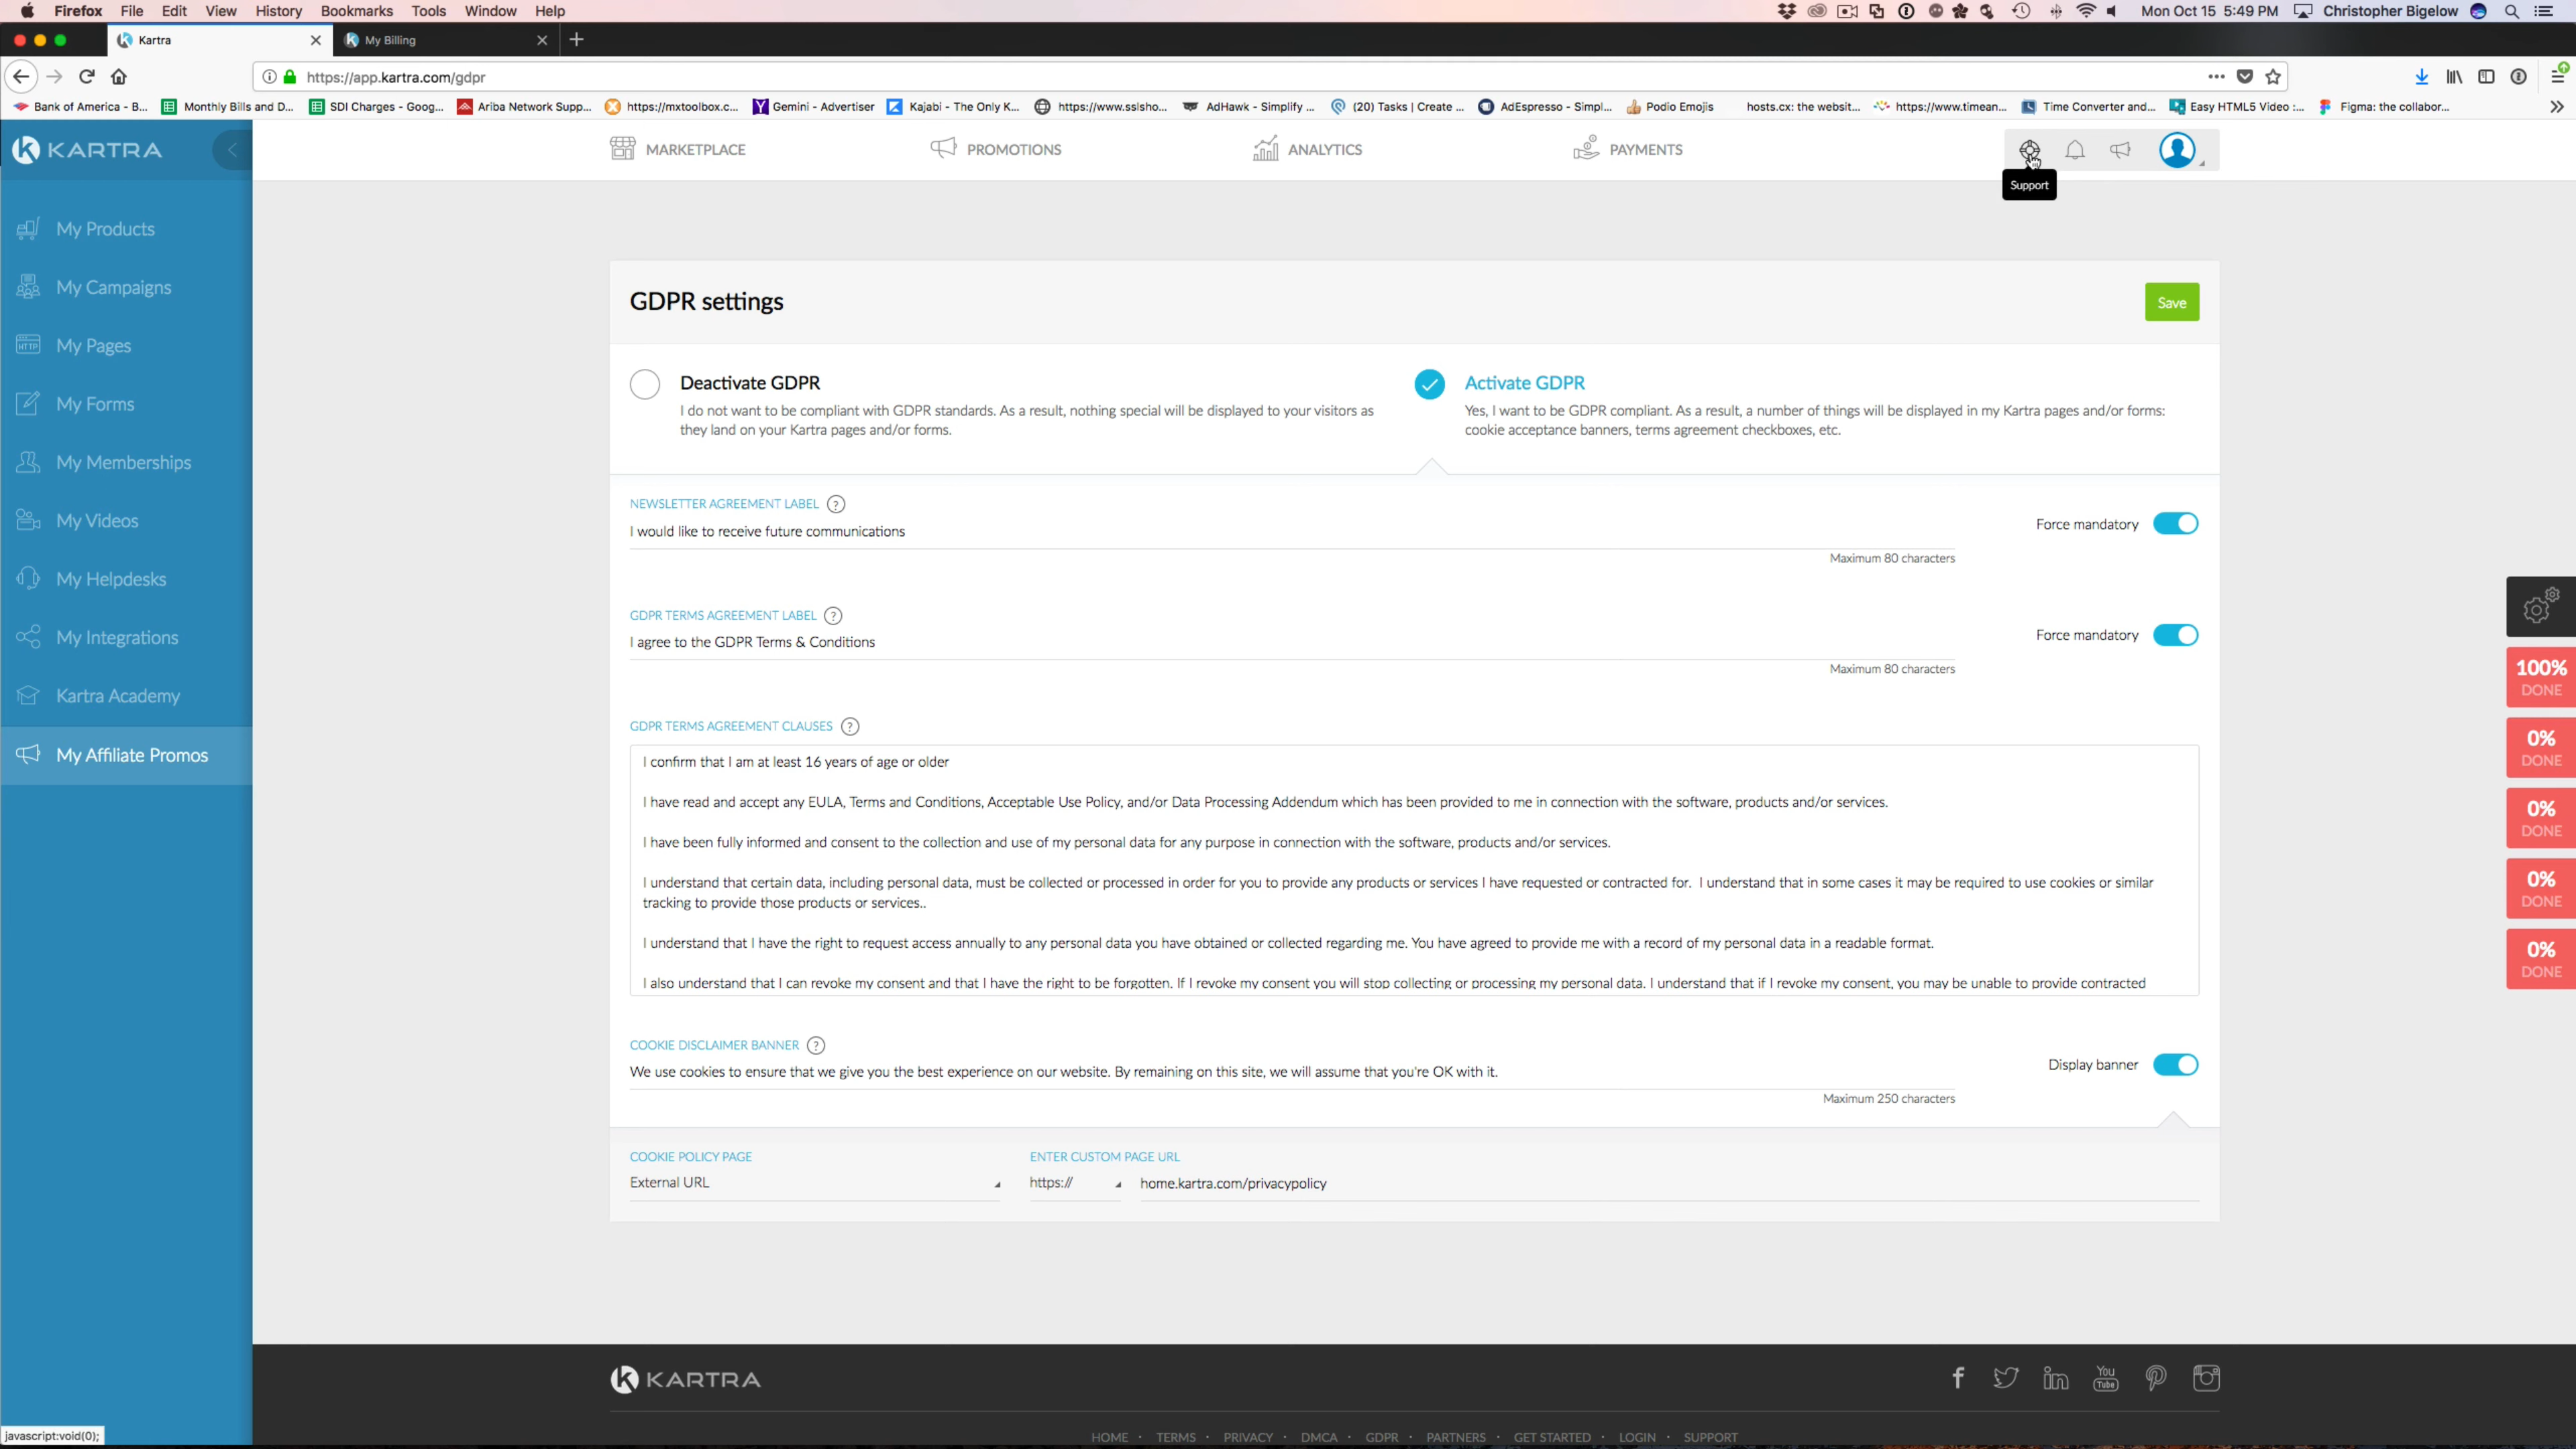 Firefox File Edit View History Bookmarks Tools Window Help Mon Oct 15 5:49 PM Christopher Bigelow
Kartra My Billing
https://app.kartra.com/gdpr
Bank of America - B... Monthly Bills and D... SDI Charges - Goog... Ariba Network Supp... https://mxtoolbox.c... Gemini - Advertiser Kajabi - The Only K... https://www.sslsho... AdHawk - Simplify ... (20) Tasks | Create ... AdEspresso - Simpl... Podio Emojis hosts.cx: the websit... https://www.timean... Time Converter and... Easy HTML5 Video :... Figma: the collabor...
KARTRA MARKETPLACE PROMOTIONS ANALYTICS PAYMENTS
Support
My Products
My Campaigns
My Pages
HTTP
My Forms
My Memberships
My Videos
My Helpdesks
My Integrations
Kartra Academy
My Affiliate Promos
GDPR settings Save
Deactivate GDPR
I do not want to be compliant with GDPR standards. As a result, nothing special will be displayed to your visitors as
they land on your Kartra pages and/or forms.
Activate GDPR
Yes, I want to be GDPR compliant. As a result, a number of things will be displayed in my Kartra pages and/or forms:
cookie acceptance banners, terms agreement checkboxes, etc.
NEWSLETTER AGREEMENT LABEL ?
I would like to receive future communications
Force mandatory
Maximum 80 characters
GDPR TERMS AGREEMENT LABEL ?
I agree to the GDPR Terms & Conditions
Force mandatory
Maximum 80 characters
GDPR TERMS AGREEMENT CLAUSES ?
I confirm that I am at least 16 years of age or older
I have read and accept any EULA, Terms and Conditions, Acceptable Use Policy, and/or Data Processing Addendum which has been provided to me in connection with the software, products and/or services.
I have been fully informed and consent to the collection and use of my personal data for any purpose in connection with the software, products and/or services.
I understand that certain data, including personal data, must be collected or processed in order for you to provide any products or services I have requested or contracted for. I understand that in some cases it may be required to use cookies or similar
tracking to provide those products or services..
I understand that I have the right to request access annually to any personal data you have obtained or collected regarding me. You have agreed to provide me with a record of my personal data in a readable format.
I also understand that I can revoke my consent and that I have the right to be forgotten. If I revoke my consent you will stop collecting or processing my personal data. I understand that if I revoke my consent, you may be unable to provide contracted
COOKIE DISCLAIMER BANNER ?
We use cookies to ensure that we give you the best experience on our website. By remaining on this site, we will assume that you're OK with it.
Display banner
Maximum 250 characters
COOKIE POLICY PAGE ENTER CUSTOM PAGE URL
External URL https:// home.kartra.com/privacypolicy
100%
DONE
0%
DONE
0%
DONE
0%
DONE
0%
DONE
KARTRA
You
Tube
HOME · TERMS · PRIVACY · DMCA · GDPR · PARTNERS · GET STARTED · LOGIN · SUPPORT
javascript:void(0);